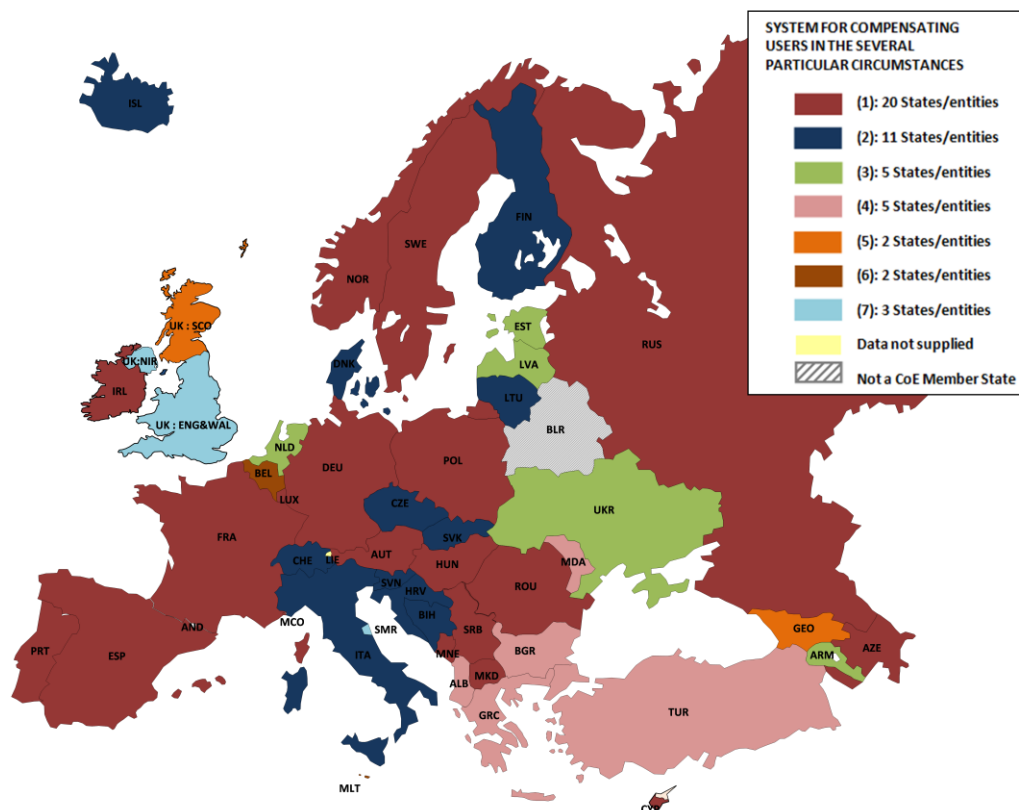 SYSTEM FOR COMPENSATING
USERS IN THE SEVERAL
PARTICULAR CIRCUMSTANCES
(1): 20 States/entities
(2): 11 States/entities
(3): 5 States/entities
(4): 5 States/entities
(5): 2 States/entities
(6): 2 States/entities
(7): 3 States/entities
Data not supplied
Not a CoE Member State
ISL
FIN
SWE
NOR
UK : SCO
EST
RUS
UK:NIR
DNK
LVA
IRL
LTU
UK : ENG&WAL
BLR
NLD
POL
BEL
DEU
LUX
CZE
UKR
FRA
SVK
CHE
LIE
AUT
HUN
MDA
SVN
HRV
ROU
BIH
MCO
SMR
SRB
GEO
AND
BGR
ARM
AZE
PRT
ESP
ITA
MNE
MKD
ALB
GRC
TUR
MLT
CYP